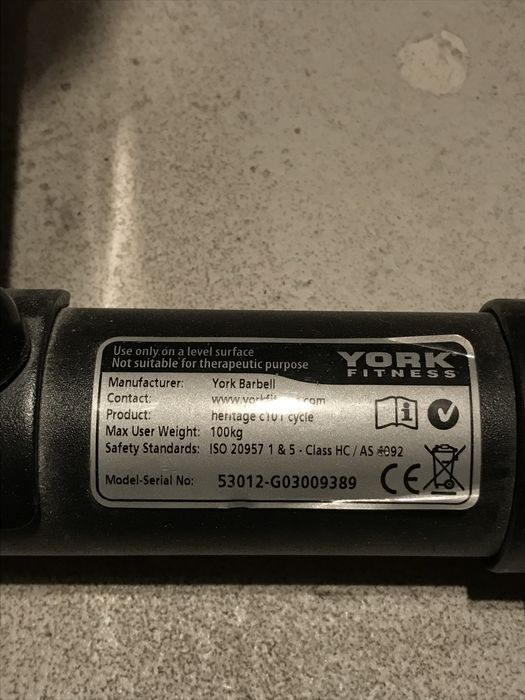 Use only on a level surface
Not suitable for therapeutic purpose
YORK
FITNESS
Manufacturer: York Barbell
Contact:
Product: heritage c101 cycle
Max User Weight: 100kg
Safety Standards: ISO 20957 1 & 5 - Class HC / AS 4092
Model-Serial No: 53012-G03009389
CE